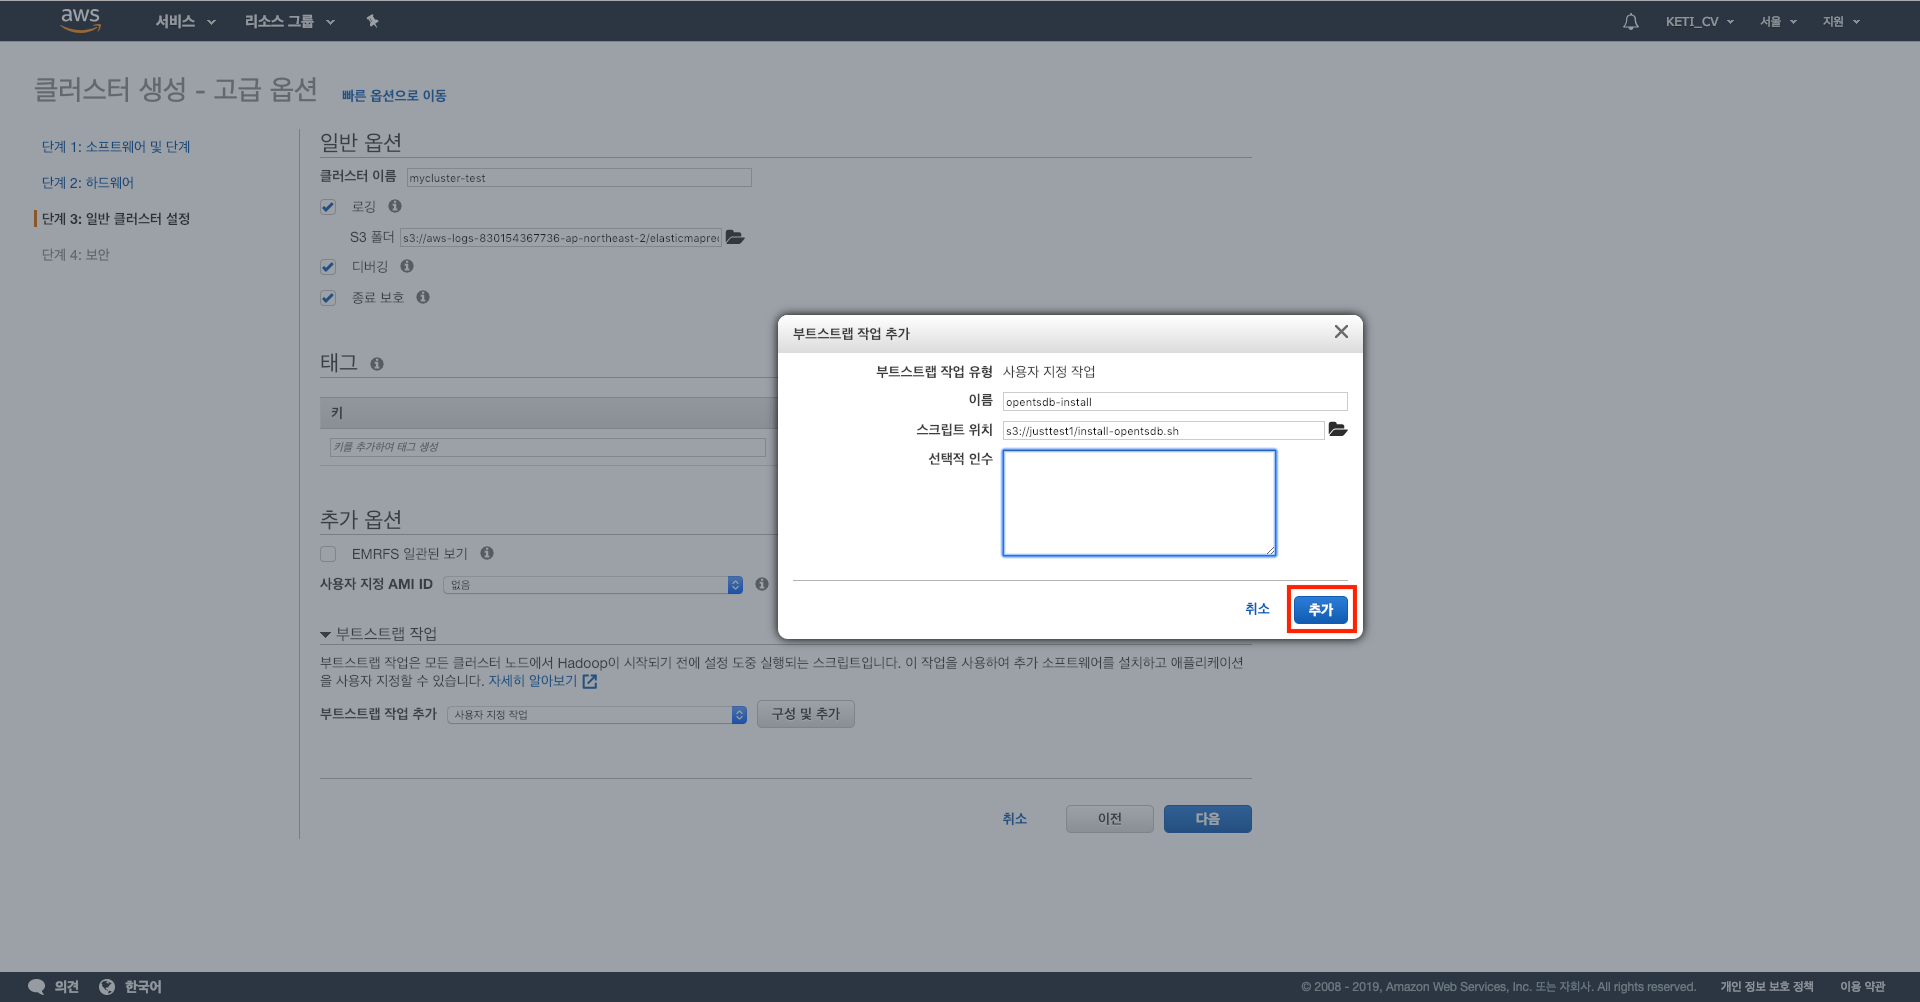 aws
서비스
리소스 그룹
KETI_CV
서울
지원
클러스터 생성 - 고급 옵션
빠른 옵션으로 이동
단계 1: 소프트웨어 및 단계
단계 2: 하드웨어
단계 3: 일반 클러스터 설정
단계 4: 보안
일반 옵션
클러스터 이름 mycluster-test
로깅
S3 폴더 s3://aws-logs-830154367736-ap-northeast-2/elasticmapred
디버깅
종료 보호
태그
키
키를 추가하여 태그 생성
추가 옵션
EMRFS 일관된 보기
사용자 지정 AMI ID 없음
부트스트랩 작업
부트스트랩 작업은 모든 클러스터 노드에서 Hadoop이 시작되기 전에 설정 도중 실행되는 스크립트입니다. 이 작업을 사용하여 추가 소프트웨어를 설치하고 애플리케이션
을 사용자 지정할 수 있습니다. 자세히 알아보기
부트스트랩 작업 추가 사용자 지정 작업 구성 및 추가
취소 이전 다음
부트스트랩 작업 추가
부트스트랩 작업 유형 사용자 지정 작업
이름 opentsdb-install
스크립트 위치 s3://justtest1/install-opentsdb.sh
선택적 인수
취소 추가
의견
한국어
© 2008 - 2019, Amazon Web Services, Inc. 또는 자회사. All rights reserved.
개인 정보 보호 정책
이용 약관